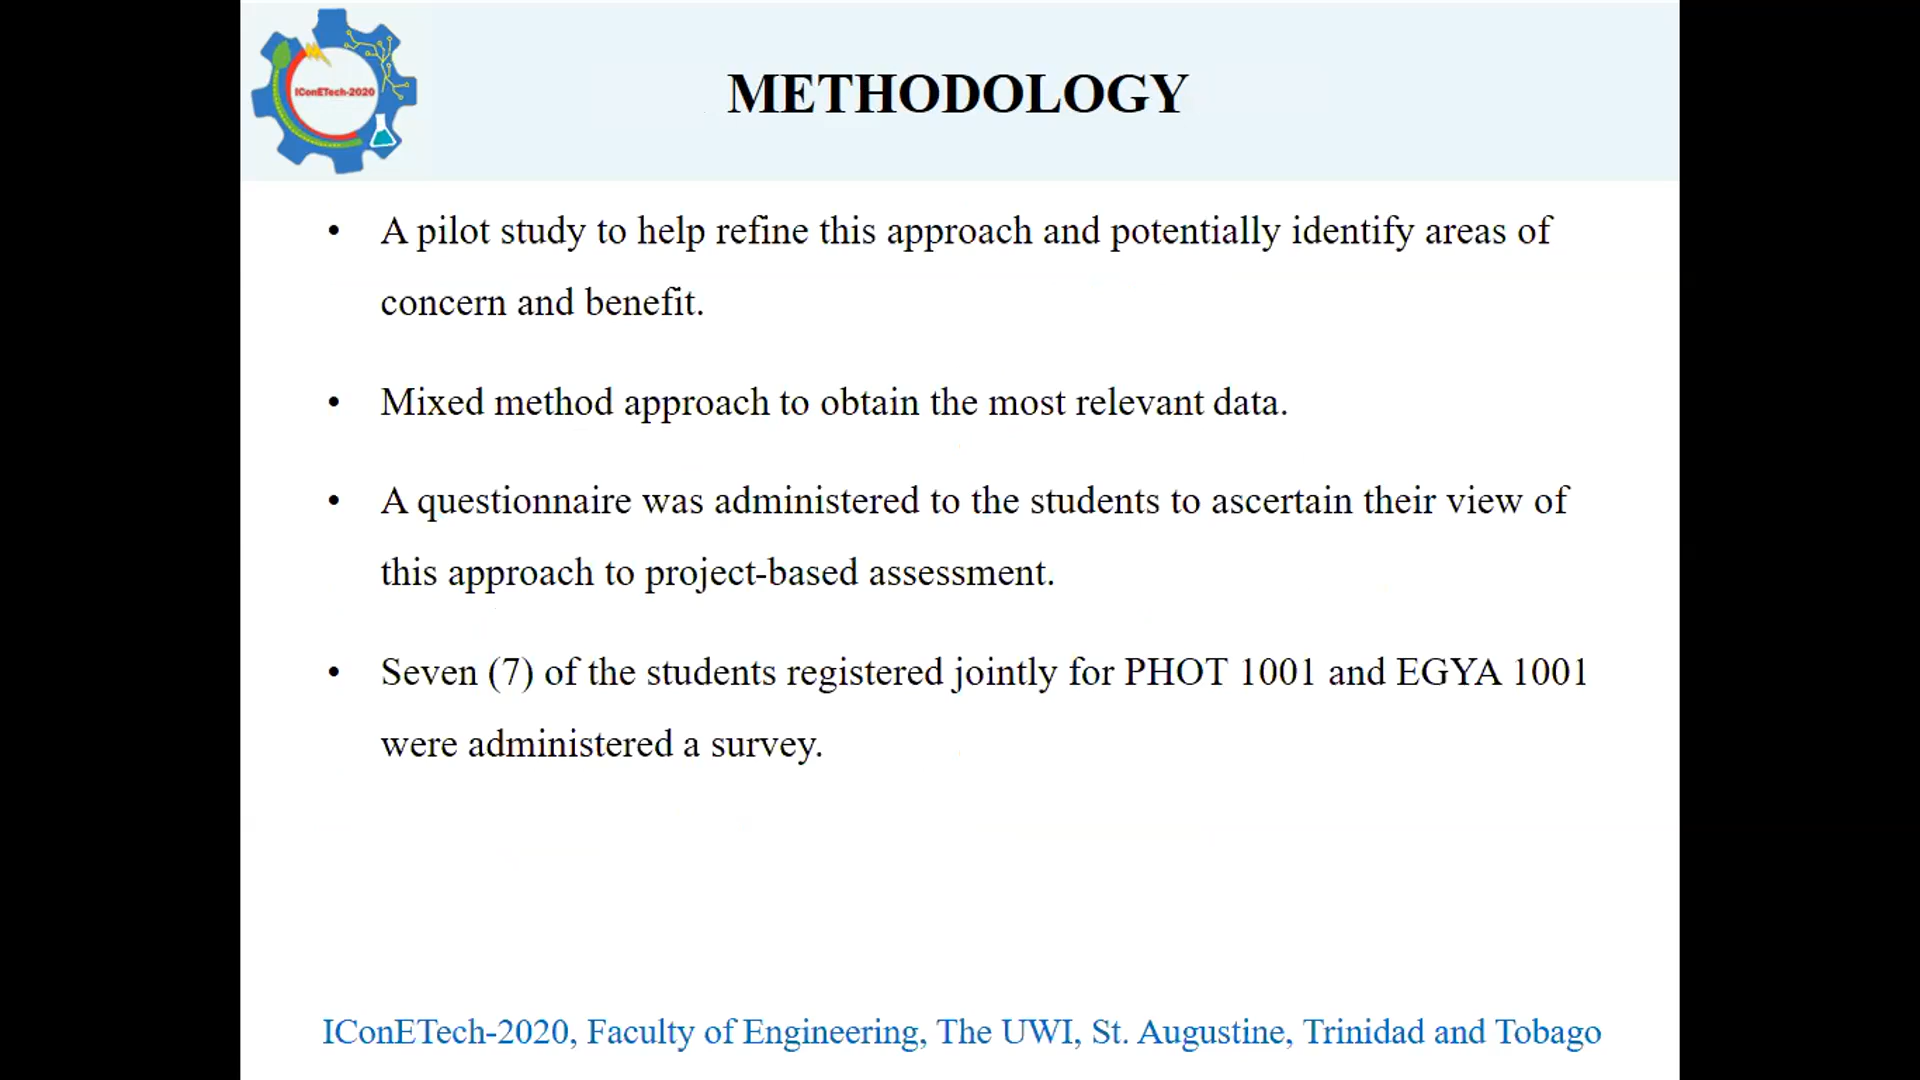 IConETech-2020
METHODOLOGY
• A pilot study to help refine this approach and potentially identify areas of
concern and benefit.
• Mixed method approach to obtain the most relevant data.
• A questionnaire was administered to the students to ascertain their view of
this approach to project-based assessment.
• Seven (7) of the students registered jointly for PHOT 1001 and EGYA 1001
were administered a survey.
IConETech-2020, Faculty of Engineering, The UWI, St. Augustine, Trinidad and Tobago